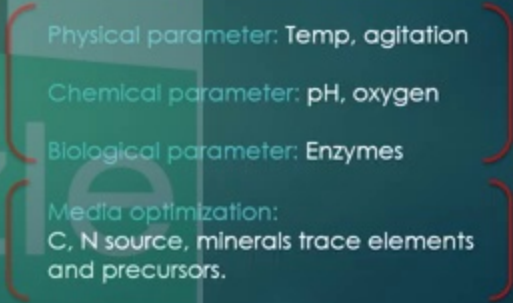 Physical parameter: Temp, agitation
Chemical parameter: pH, oxygen
Biological parameter: Enzymes
Media optimization:
C, N source, minerals trace elements
and precursors.